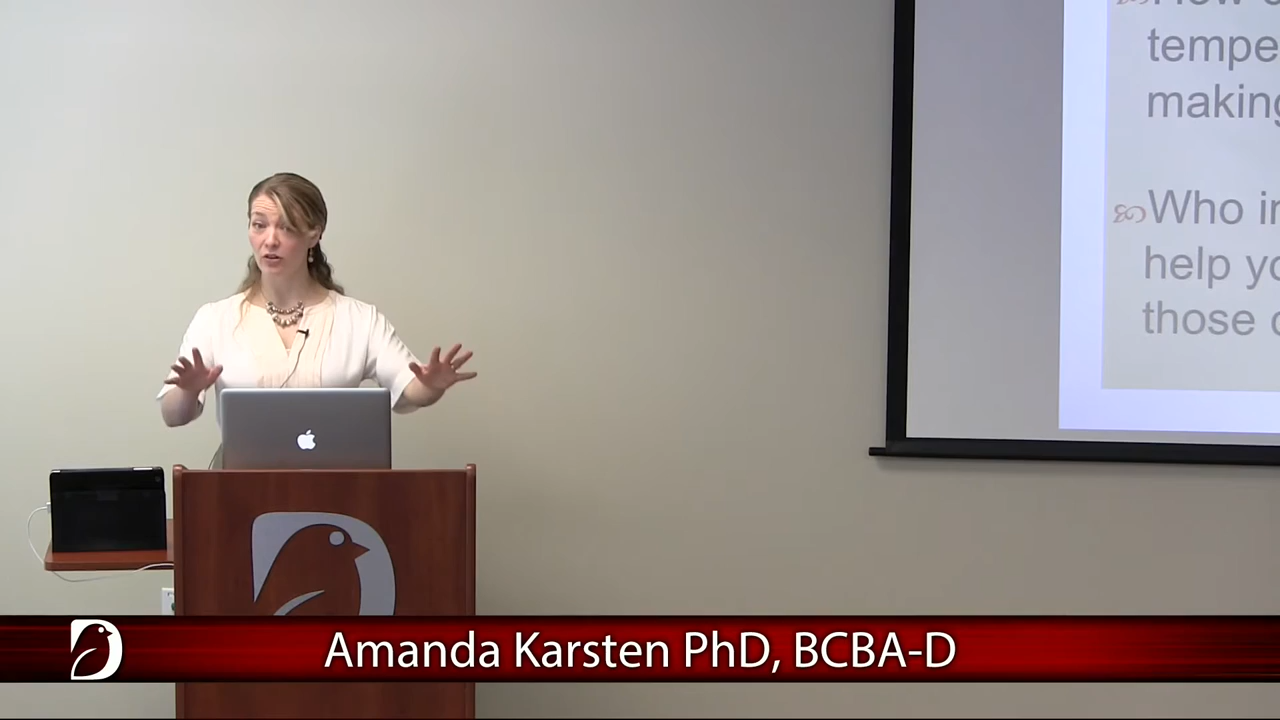 tempe
making
Who in
help yo
those
Amanda Karsten PhD, BCBA-D